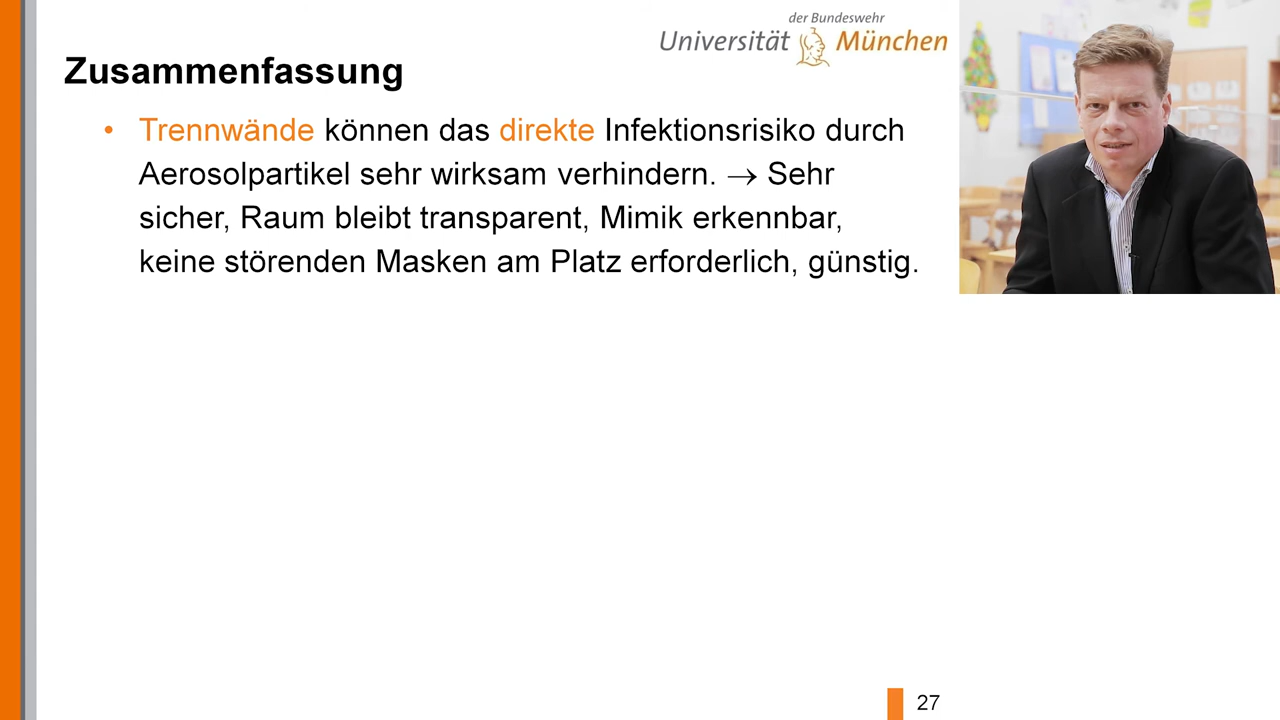 der Bundeswehr
Universität München
Zusammenfassung
• Trennwände können das direkte Infektionsrisiko durch
Aerosolpartikel sehr wirksam verhindern. → Sehr
sicher, Raum bleibt transparent, Mimik erkennbar,
keine störenden Masken am Platz erforderlich, günstig.
27